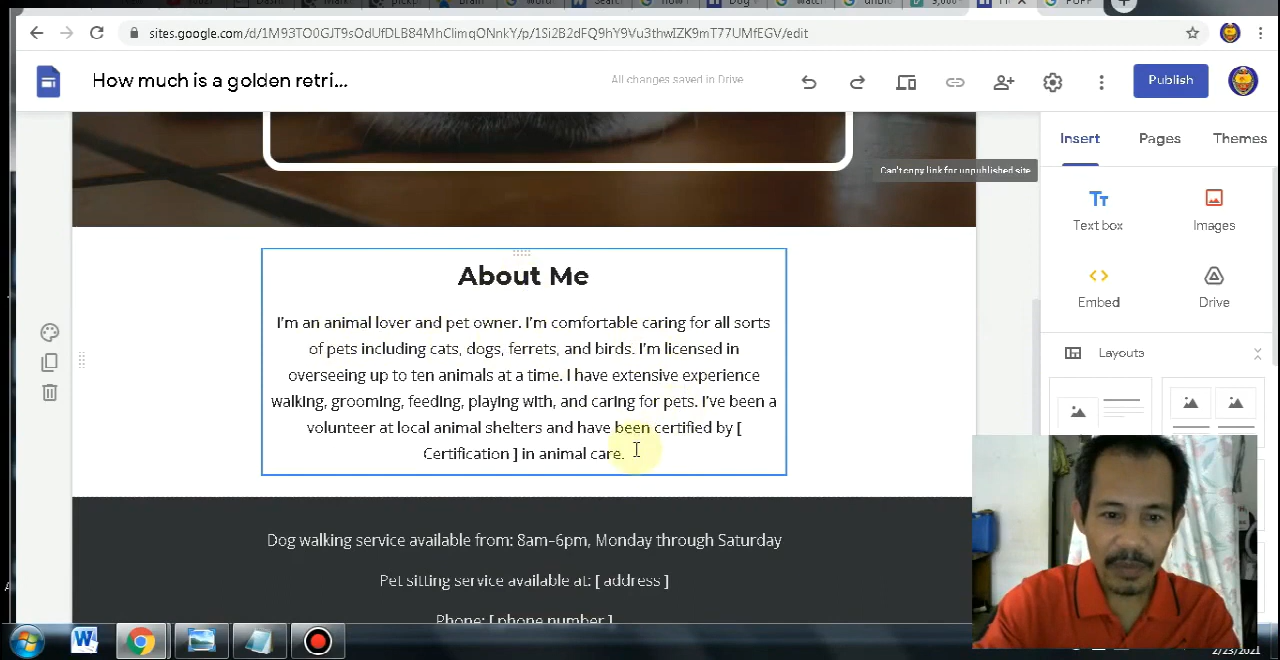 sites.google.com/d/1M93TO0GJT9sOdUfDLB84MhClimqONnkY/p/1Si2B2dFQ9hY9Vu3thwIZK9mT77UMfEGV/edit
How much is a golden retri...
All changes saved in Drive
Publish
Insert
Pages
Themes
Can't copy link for unpublished site
Text box
Images
Embed
Drive
Layouts
About Me
I'm an animal lover and pet owner. I'm comfortable caring for all sorts
of pets including cats, dogs, ferrets, and birds. I'm licensed in
overseeing up to ten animals at a time. I have extensive experience
walking, grooming, feeding, playing with, and caring for pets. I've been a
volunteer at local animal shelters and have been certified by [
Certification ] in animal care.
Dog walking service available from: 8am-6pm, Monday through Saturday
Pet sitting service available at: [ address ]
Phone: [ phone number ]
2/23/2021